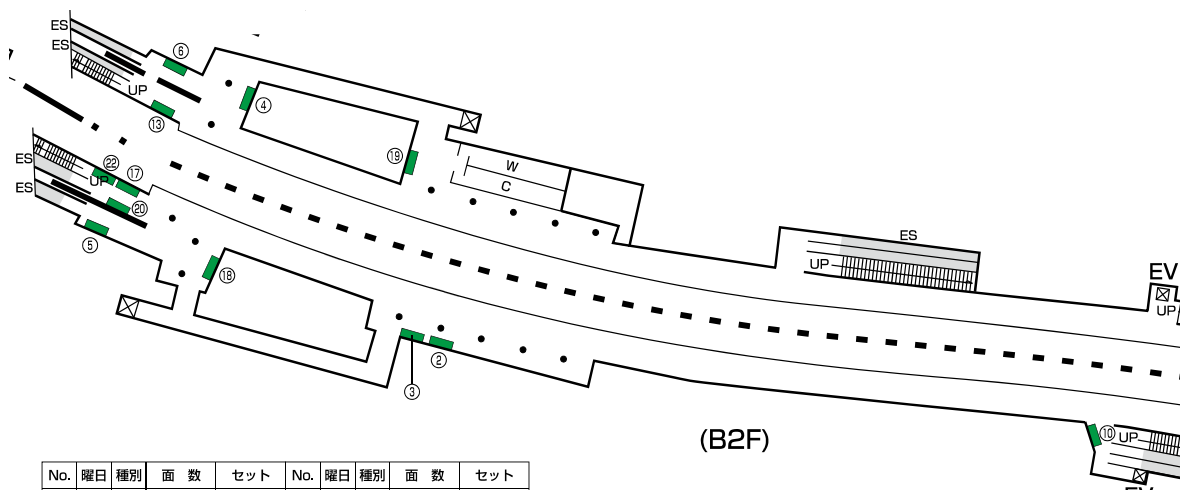 ES
ES
⑥
UP
④
⑬
⑲
W
C
ES
㉒
⑰
UP
ES
⑳
⑤
ES
UP
⑱
EV
UP
③
②
⑩
UP
(B2F)
No. 曜日 種別 面 数 セット No. 曜日 種別 面 数 セット
EV